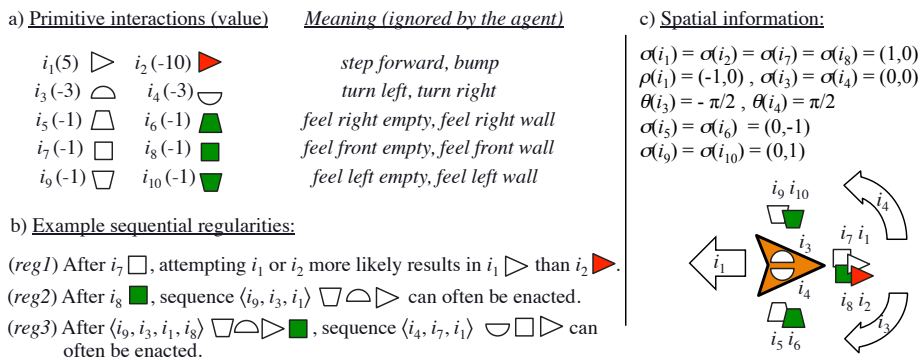 a) Primitive interactions (value)
Meaning (ignored by the agent)
i1(5) i2(-10) step forward, bump
i3(-3) i4(-3) turn left, turn right
i5(-1) i6(-1) feel right empty, feel right wall
i7(-1) i8(-1) feel front empty, feel front wall
i9(-1) i10(-1) feel left empty, feel left wall
b) Example sequential regularities:
(reg1) After i7 , attempting i1 or i2 more likely results in i1 than i2 .
(reg2) After i8 , sequence ⟨i9, i3, i1⟩ can often be enacted.
(reg3) After ⟨i9, i3, i1, i8⟩ , sequence ⟨i4, i7, i1⟩ can
often be enacted.
c) Spatial information:
σ(i1) = σ(i2) = σ(i7) = σ(i8) = (1,0)
ρ(i1) = (-1,0) , σ(i3) = σ(i4) = (0,0)
θ(i3) = - π/2 , θ(i4) = π/2
σ(i5) = σ(i6) = (0,-1)
σ(i9) = σ(i10) = (0,1)
i9 i10
i4
i3
i7 i1
i1
i4
i8 i2
i3
i5 i6